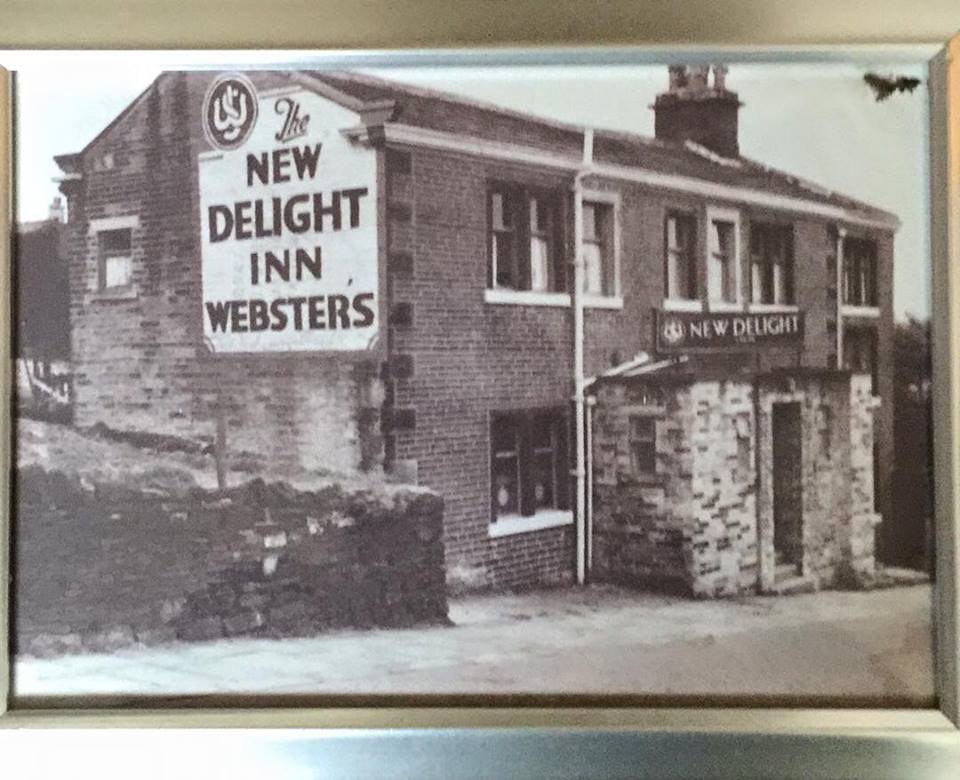 The
NEW
DELIGHT
INN
WEBSTERS
NEW DELIGHT